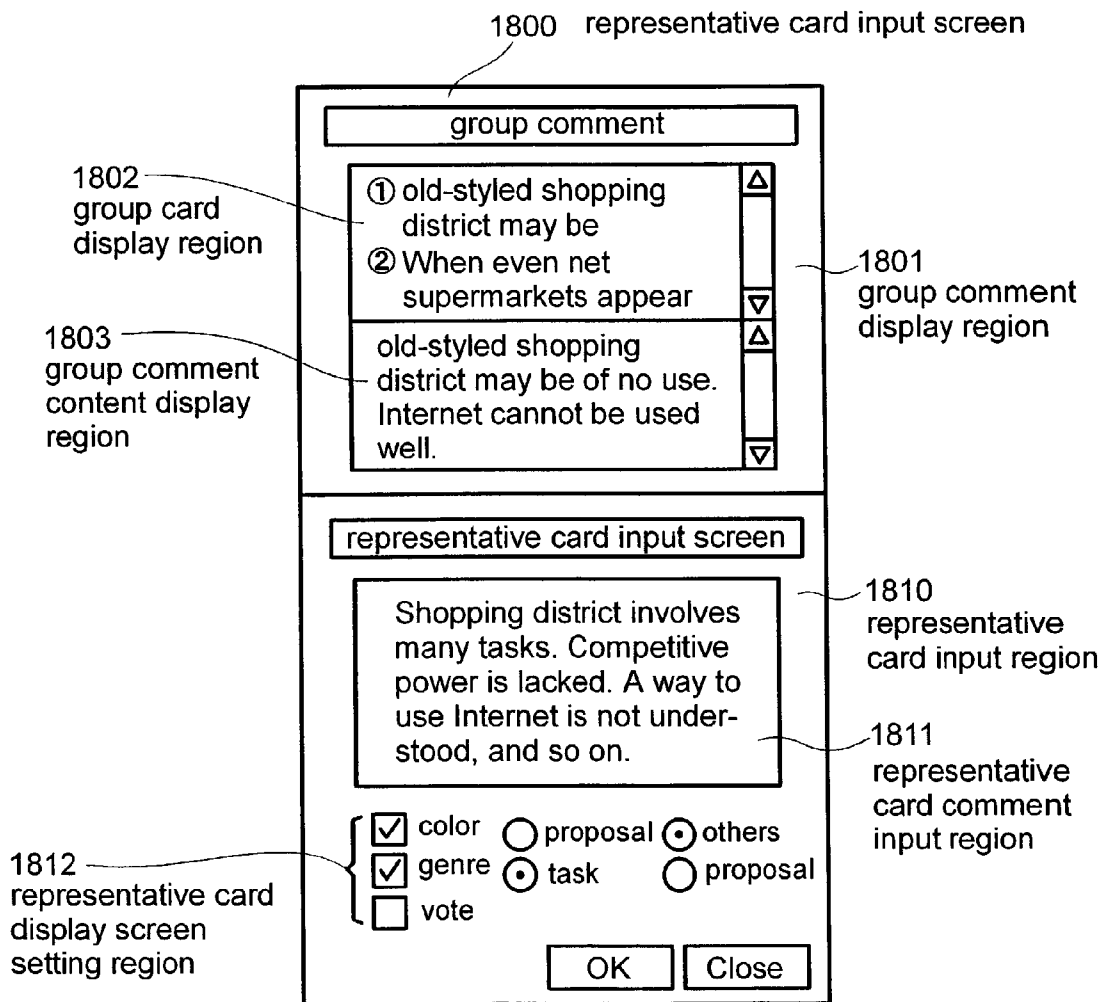 1800 representative card input screen
group comment
1802
group card
display region
① old-styled shopping
district may be
② When even net
supermarkets appear
1801
group comment
display region
1803
group comment
content display
region
old-styled shopping
district may be of no use.
Internet cannot be used
well.
representative card input screen
1810
representative
card input region
Shopping district involves
many tasks. Competitive
power is lacked. A way to
use Internet is not under-
stood, and so on.
1811
representative
card comment
input region
1812
representative card
display screen
setting region
color proposal others
genre task proposal
vote
OK Close